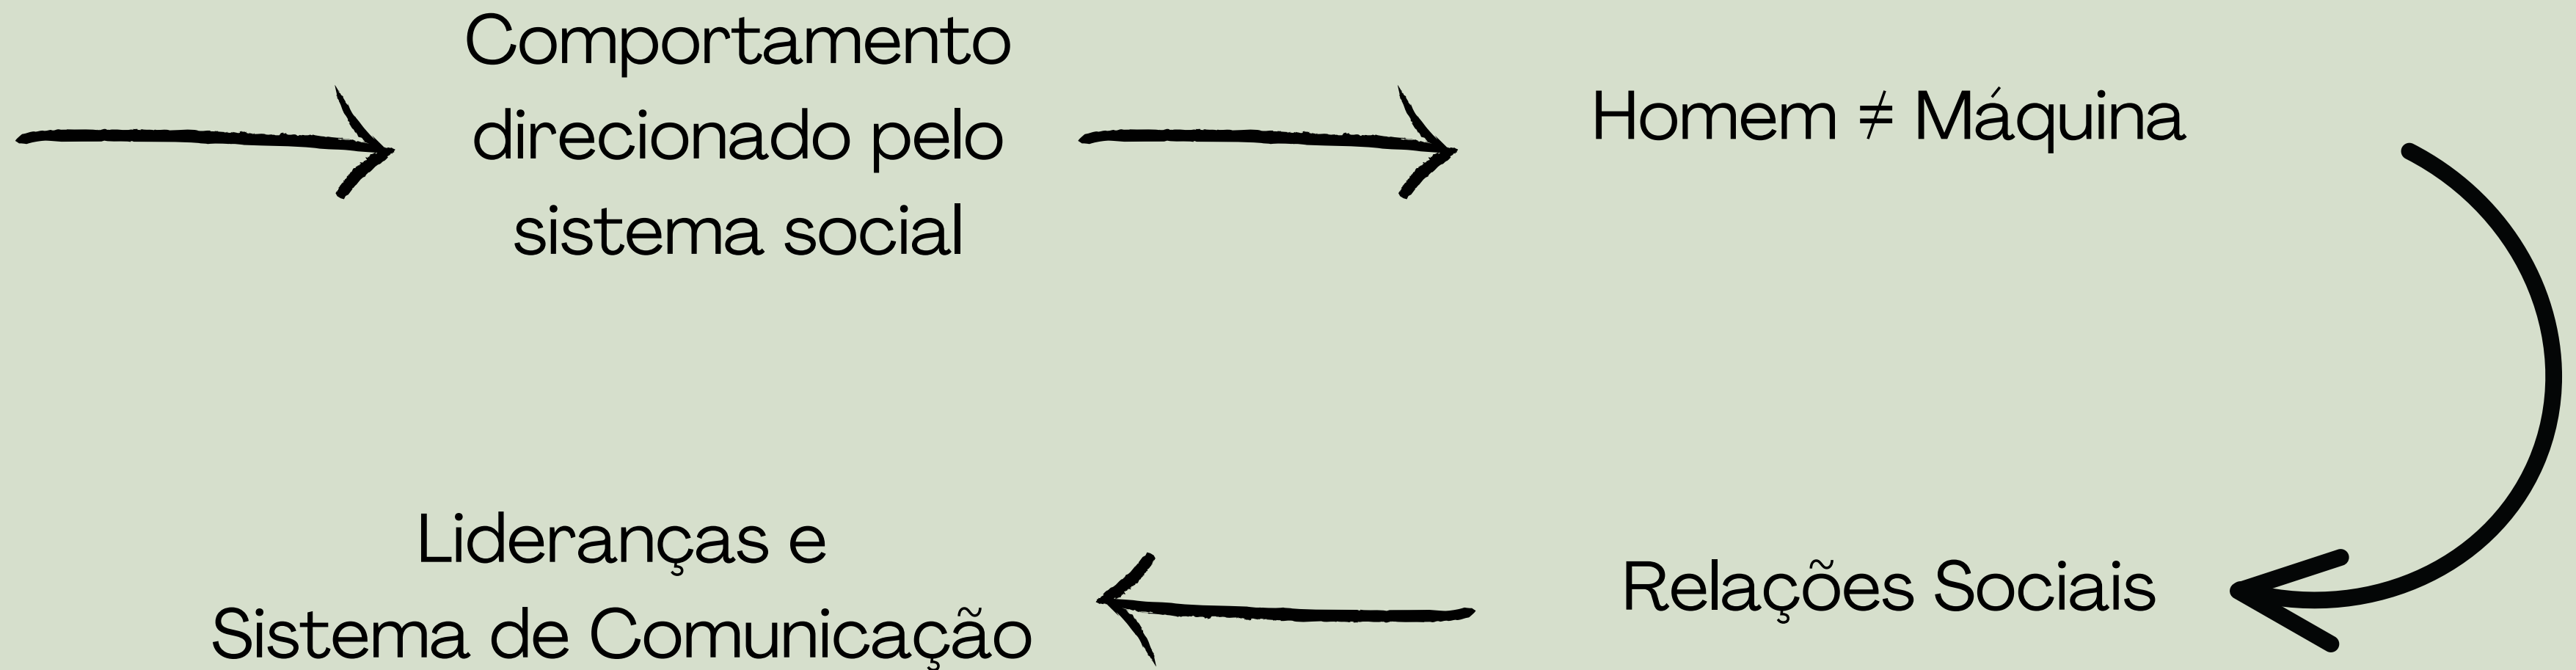 Comportamento
direcionado pelo
sistema social
Homem ≠ Máquina
Relações Sociais
Lideranças e
Sistema de Comunicação